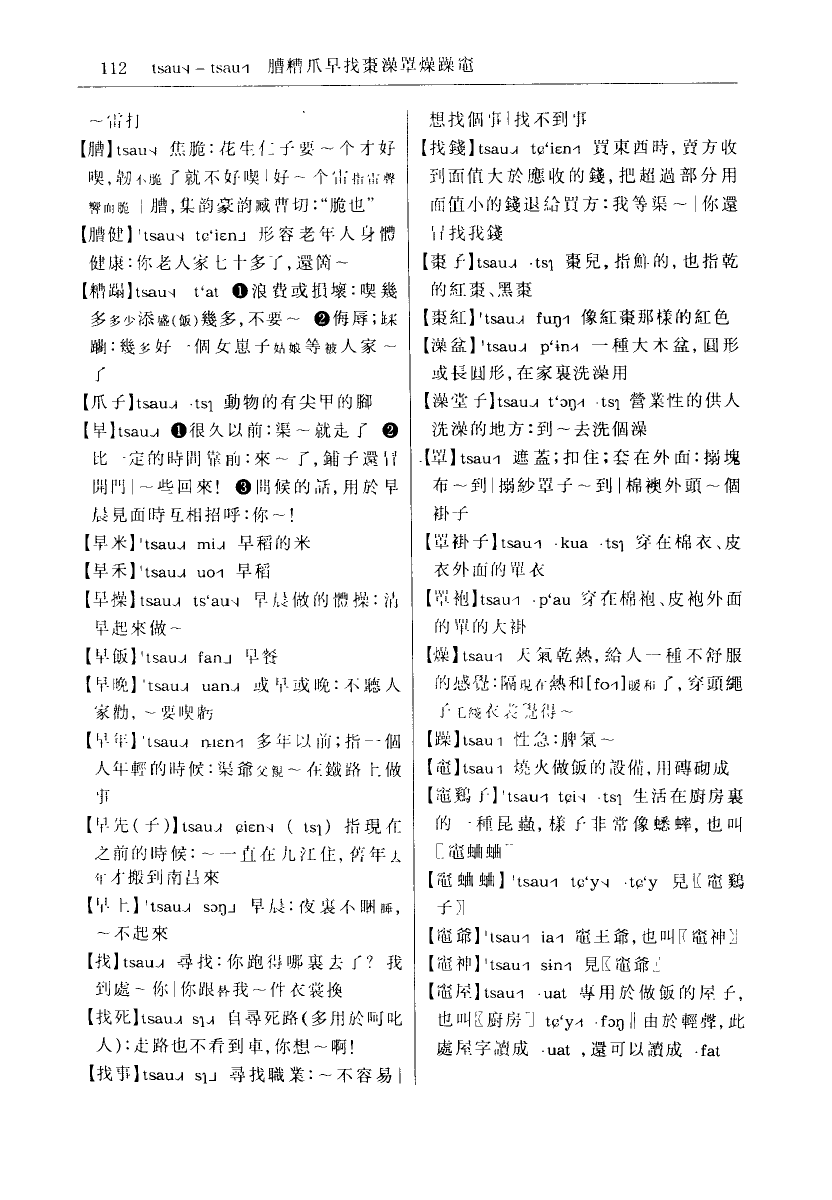 112 tsau˧˩ – tsau˧˥ 膤糟爪早找棗澡罩燥躁竈
～雷打
【膤】tsau˧˩ 焦脆：花生仁子要～个才好
喫，韌不脆了就不好喫｜好～个雷指雷聲
響而脆｜膤，集韵豪韵臧曹切：“脆也”
【膤健】ˈtsau˧˩ tɕʻiɛn˩ 形容老年人身體
健康：你老人家七十多了，還箇～
【糟蹋】tsau˧˩ tʻat ❶浪費或損壞：喫幾
多多少添盛(飯)幾多，不要～ ❷侮辱；蹂
躪：幾多好一個女崽子姑娘等被人家～
了
【爪子】tsau˨˩˧ ·tsɿ 動物的有尖甲的腳
【早】tsau˨˩˧ ❶很久以前：渠～就走了 ❷
比一定的時間靠前：來～了，鋪子還冒
開門｜～些回來！ ❸問候的話，用於早
晨見面時互相招呼：你～！
【早米】ˈtsau˨˩˧ mi˨˩˧ 早稻的米
【早禾】ˈtsau˨˩˧ uo˧˥ 早稻
【早操】tsau˨˩˧ tsʻau˧˩ 早晨做的體操：清
早起來做～
【早飯】ˈtsau˨˩˧ fan˩ 早餐
【早晚】ˈtsau˨˩˧ uan˨˩˧ 或早或晚：不聽人
家勸，～要喫虧
【早年】ˈtsau˨˩˧ nıɛn˧˥ 多年以前；指一個
人年輕的時候：渠爺父親～在鐵路上做
事
【早先(子)】tsau˨˩˧ ɕiɛn˧˩ ( tsɿ) 指現在
之前的時候：～一直在九江住，舊年去
年才搬到南昌來
【早上】ˈtsau˨˩˧ sɔŋ˩ 早晨：夜裏不睏睡，
～不起來
【找】tsau˨˩˧ 尋找：你跑得哪裏去了？我
到處～你｜你跟替我～件衣裳換
【找死】tsau˨˩˧ sɿ˨˩˧ 自尋死路(多用於呵叱
人)：走路也不看到車，你想～啊！
【找事】tsau˨˩˧ sɿ˩ 尋找職業：～不容易｜
想找個事｜找不到事
【找錢】tsau˨˩˧ tɕʻiɛn˧˥ 買東西時，賣方收
到面值大於應收的錢，把超過部分用
面值小的錢退給買方：我等渠～｜你還
冒找我錢
【棗子】tsau˨˩˧ ·tsɿ 棗兒，指鮮的，也指乾
的紅棗、黑棗
【棗紅】ˈtsau˨˩˧ fuŋ˧˥ 像紅棗那樣的紅色
【澡盆】ˈtsau˨˩˧ pʻɨn˧˥ 一種大木盆，圓形
或長圓形，在家裏洗澡用
【澡堂子】tsau˨˩˧ tʻɔŋ˧˥ ·tsɿ 營業性的供人
洗澡的地方：到～去洗個澡
【罩】tsau˧˥ 遮蓋；扣住；套在外面：搦塊
布～到｜搦紗罩子～到｜棉襖外頭～個
褂子
【罩褂子】tsau˧˥ ·kua ·tsɿ 穿在棉衣、皮
衣外面的單衣
【罩袍】tsau˧˥ ·pʻau 穿在棉袍、皮袍外面
的單的大褂
【燥】tsau˧˥ 天氣乾熱，給人一種不舒服
的感覺：隔現在熱和[fo˧˥]暖和了，穿頭繩
子毛綫衣裳覺得～
【躁】tsau˧˥ 性急：脾氣～
【竈】tsau˧˥ 燒火做飯的設備，用磚砌成
【竈鷄子】ˈtsau˧˥ tɕi˧˩ ·tsɿ 生活在廚房裏
的一種昆蟲，樣子非常像蟋蟀，也叫
〖竈蛐蛐〗
【竈蛐蛐】ˈtsau˧˥ tɕʻy˧˩ ·tɕʻy 見〖竈鷄
子〗
【竈爺】ˈtsau˧˥ ia˧˥ 竈王爺，也叫〖竈神〗
【竈神】ˈtsau˧˥ sɨn˧˥ 見〖竈爺〗
【竈屋】tsau˧˥ ·uat 專用於做飯的屋子，
也叫〖廚房〗 tɕʻy˧˥ ·fɔŋ‖由於輕聲，此
處屋字讀成 ·uat ，還可以讀成 ·fat